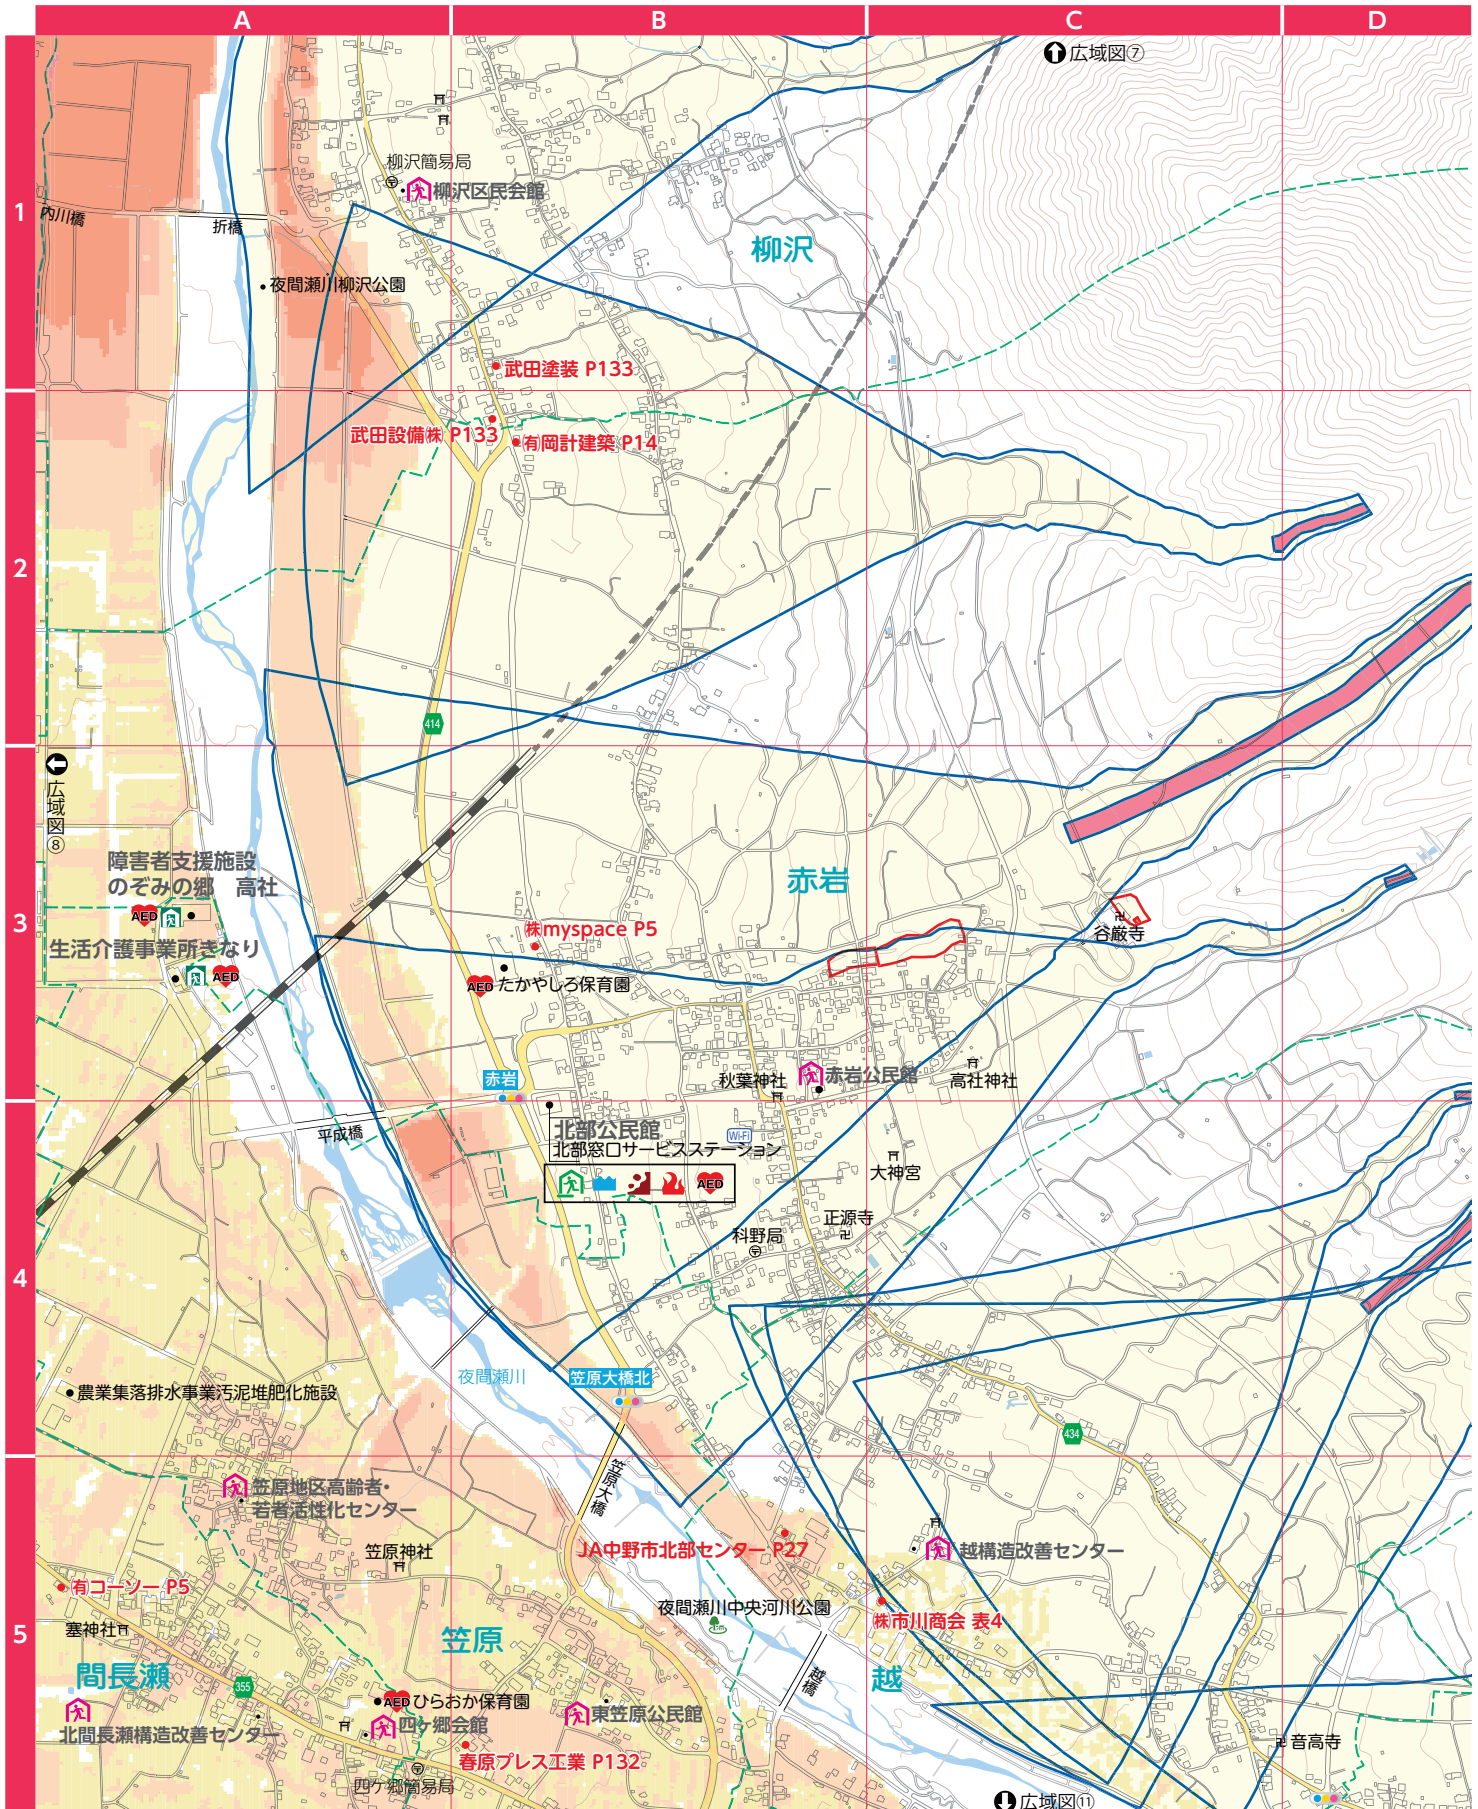 A
B
C
D
広域図⑦
1
柳沢簡易局
柳沢区民会館
内川橋
折橋
柳沢
夜間瀬川柳沢公園
武田塗装 P133
武田設備㈱ P133
㈲岡計建築 P14
2
414
広域図⑧
障害者支援施設
のぞみの郷 高社
赤岩
AED
3
谷厳寺
㈱myspace P5
生活介護事業所きなり
AED
AED
たかやしろ保育園
赤岩
秋葉神社
赤岩公民館
高社神社
平成橋
北部公民館
Wi-Fi
北部窓口サービスステーション
大神宮
AED
正源寺
科野局
4
夜間瀬川
笠原大橋北
農業集落排水事業汚泥堆肥化施設
434
笠原大橋
笠原地区高齢者・
若者活性化センター
笠原神社
JA中野市北部センター P27
越構造改善センター
㈲コーソー P5
夜間瀬川中央河川公園
㈱市川商会 表4
塞神社
5
笠原
間長瀬
越
越橋
355
AED
ひらおか保育園
北間長瀬構造改善センター
四ヶ郷会館
東笠原公民館
音高寺
春原プレス工業 P132
四ケ郷簡易局
広域図⑪